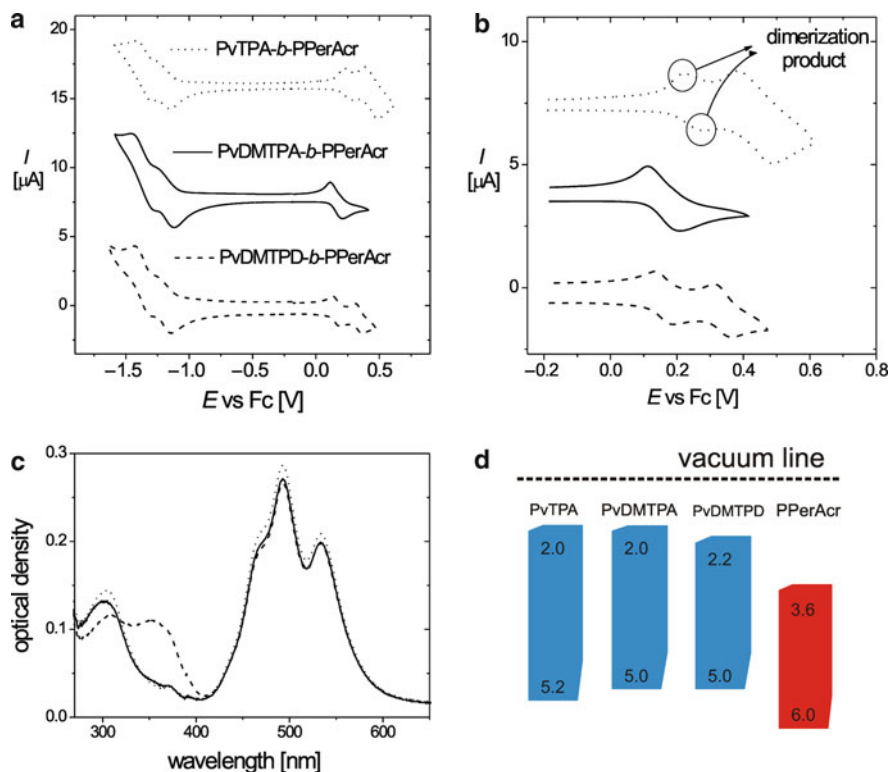 a
20
15
10
5
0
I
[μA]
PvTPA-b-PPerAcr
PvDMTPA-b-PPerAcr
PvDMTPD-b-PPerAcr
−1.5 −1.0 −0.5 0.0 0.5
E vs Fc [V]
b
10
5
0
I
[μA]
dimerization
product
−0.2 0.0 0.2 0.4 0.6 0.8
E vs Fc [V]
c
0.3
0.2
0.1
0.0
optical density
300 400 500 600
wavelength [nm]
d
vacuum line
PvTPA PvDMTPA PvDMTPD PPerAcr
2.0 2.0 2.2 3.6
5.2 5.0 5.0 6.0